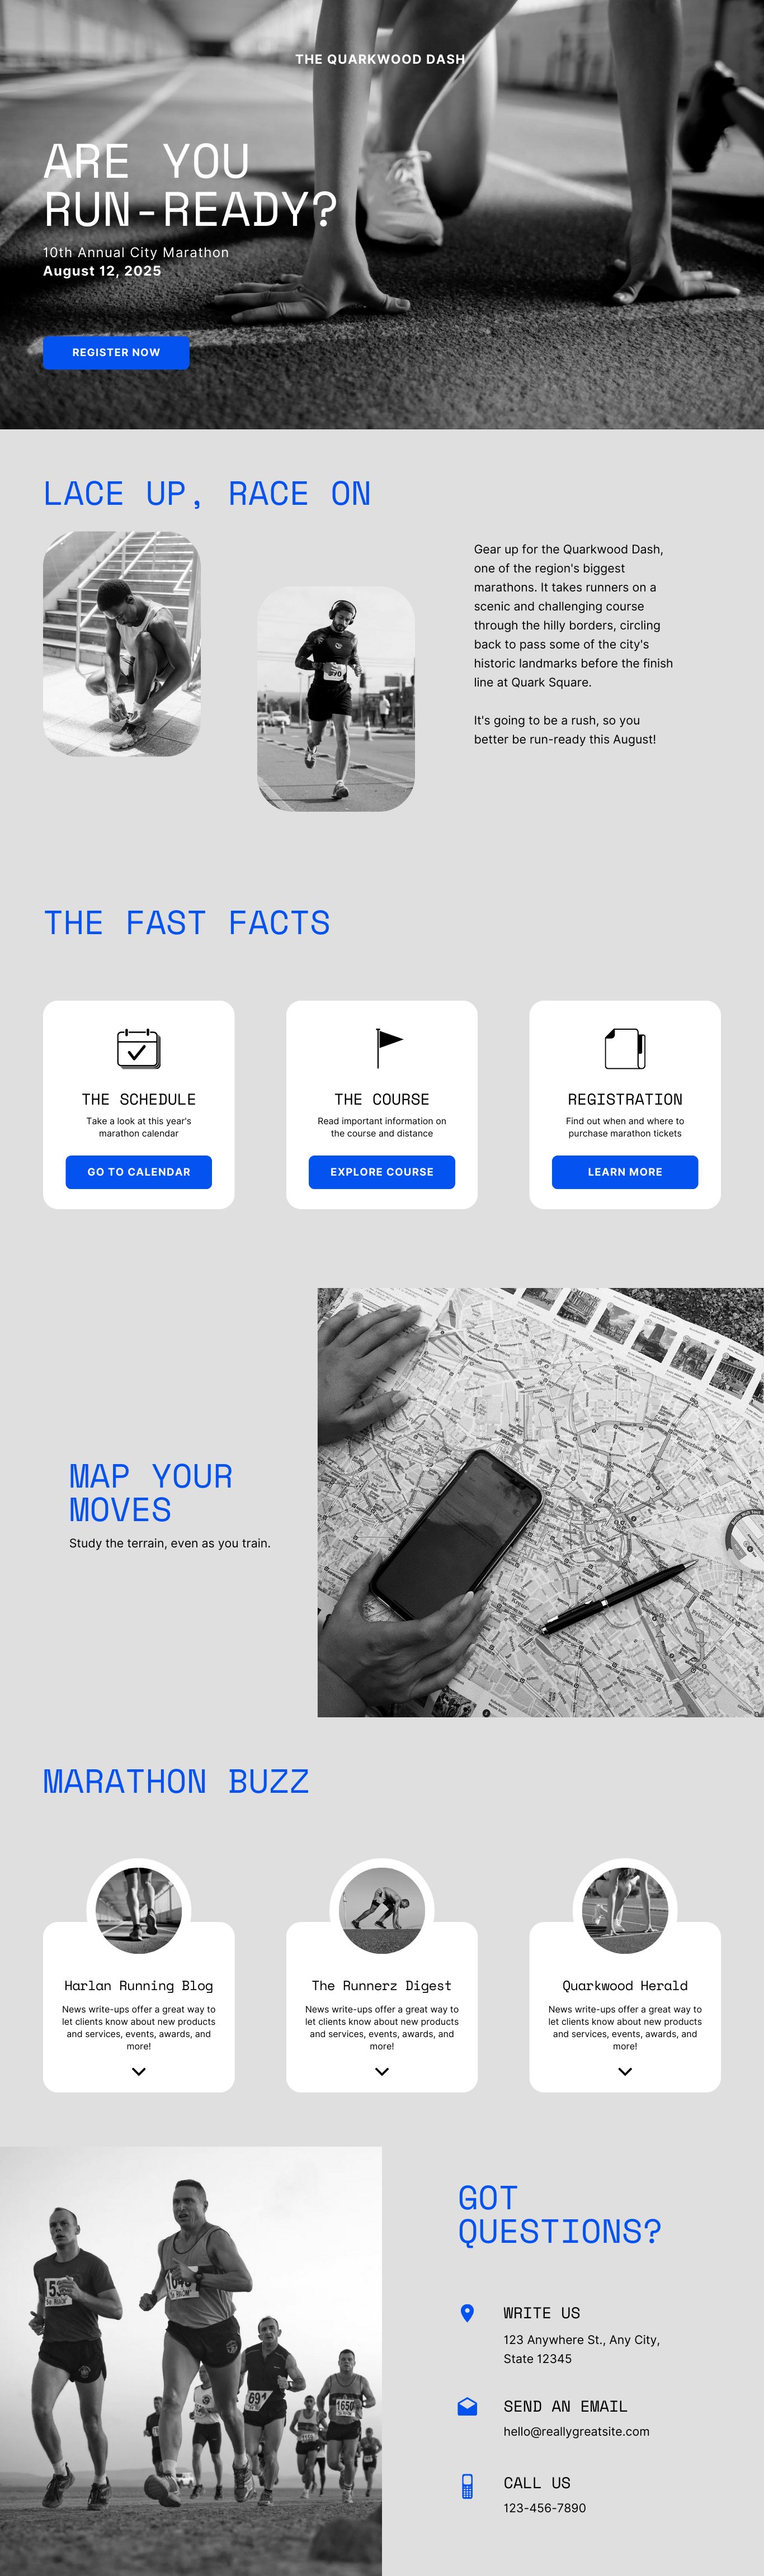 THE QUARKWOOD DASH
ARE YOU
RUN-READY?
10th Annual City Marathon
August 12, 2025
REGISTER NOW
LACE UP, RACE ON
Gear up for the Quarkwood Dash,
one of the region's biggest
marathons. It takes runners on a
scenic and challenging course
through the hilly borders, circling
back to pass some of the city's
historic landmarks before the finish
line at Quark Square.
It's going to be a rush, so you
better be run-ready this August!
THE FAST FACTS
THE SCHEDULE
Take a look at this year's
marathon calendar
GO TO CALENDAR
THE COURSE
Read important information on
the course and distance
EXPLORE COURSE
REGISTRATION
Find out when and where to
purchase marathon tickets
LEARN MORE
MAP YOUR
MOVES
Study the terrain, even as you train.
MARATHON BUZZ
Harlan Running Blog
News write-ups offer a great way to
let clients know about new products
and services, events, awards, and
more!
The Runnerz Digest
News write-ups offer a great way to
let clients know about new products
and services, events, awards, and
more!
Quarkwood Herald
News write-ups offer a great way to
let clients know about new products
and services, events, awards, and
more!
694
1650
GOT
QUESTIONS?
WRITE US
123 Anywhere St., Any City,
State 12345
SEND AN EMAIL
hello@reallygreatsite.com
CALL US
123-456-7890